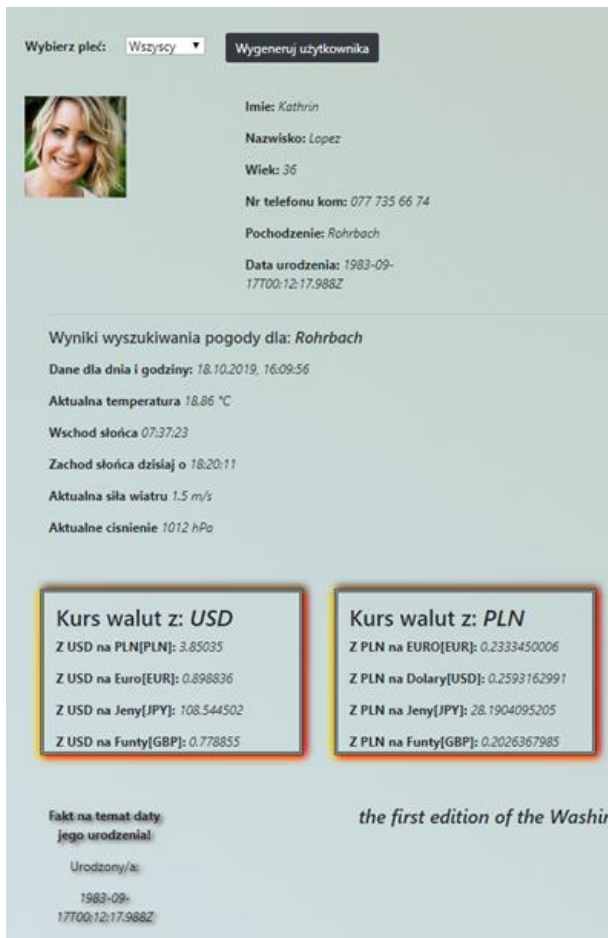 Wybierz pleć: Wszyscy Wygeneruj użytkownika
Imie: Kathrin
Nazwisko: Lopez
Wiek: 36
Nr telefonu kom: 077 735 66 74
Pochodzenie: Rohrbach
Data urodzenia: 1983-09-
17T00:12:17.988Z
Wyniki wyszukiwania pogody dla: Rohrbach
Dane dla dnia i godziny: 18.10.2019, 16:09:56
Aktualna temperatura 18.86 °C
Wschod słońca 07:37:23
Zachod słońca dzisiaj o 18:20:11
Aktualna siła wiatru 1.5 m/s
Aktualne cisnienie 1012 hPa
Kurs walut z: USD
Z USD na PLN[PLN]: 3.85035
Z USD na Euro[EUR]: 0.898836
Z USD na Jeny[JPY]: 108.544502
Z USD na Funty[GBP]: 0.778855
Kurs walut z: PLN
Z PLN na EURO[EUR]: 0.2333450006
Z PLN na Dolary[USD]: 0.2593162991
Z PLN na Jeny[JPY]: 28.1904095205
Z PLN na Funty[GBP]: 0.2026367985
Fakt na temat daty
jego urodzenia!
Urodzony/a:
1983-09-
17T00:12:17.988Z
the first edition of the Washin